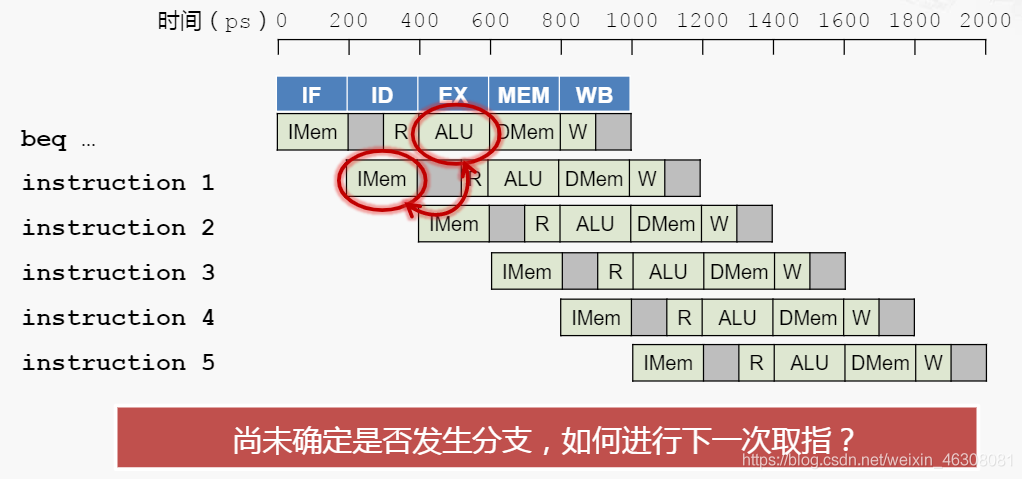 时间（ps） 0 200 400 600 800 1000 1200 1400 1600 1800 2000
IF ID EX MEM WB
beq … IMem R ALU DMem W
instruction 1 IMem R ALU DMem W
instruction 2 IMem R ALU DMem W
instruction 3 IMem R ALU DMem W
instruction 4 IMem R ALU DMem W
instruction 5 IMem R ALU DMem W
尚未确定是否发生分支，如何进行下一次取指？
https://blog.csdn.net/weixin_46308081